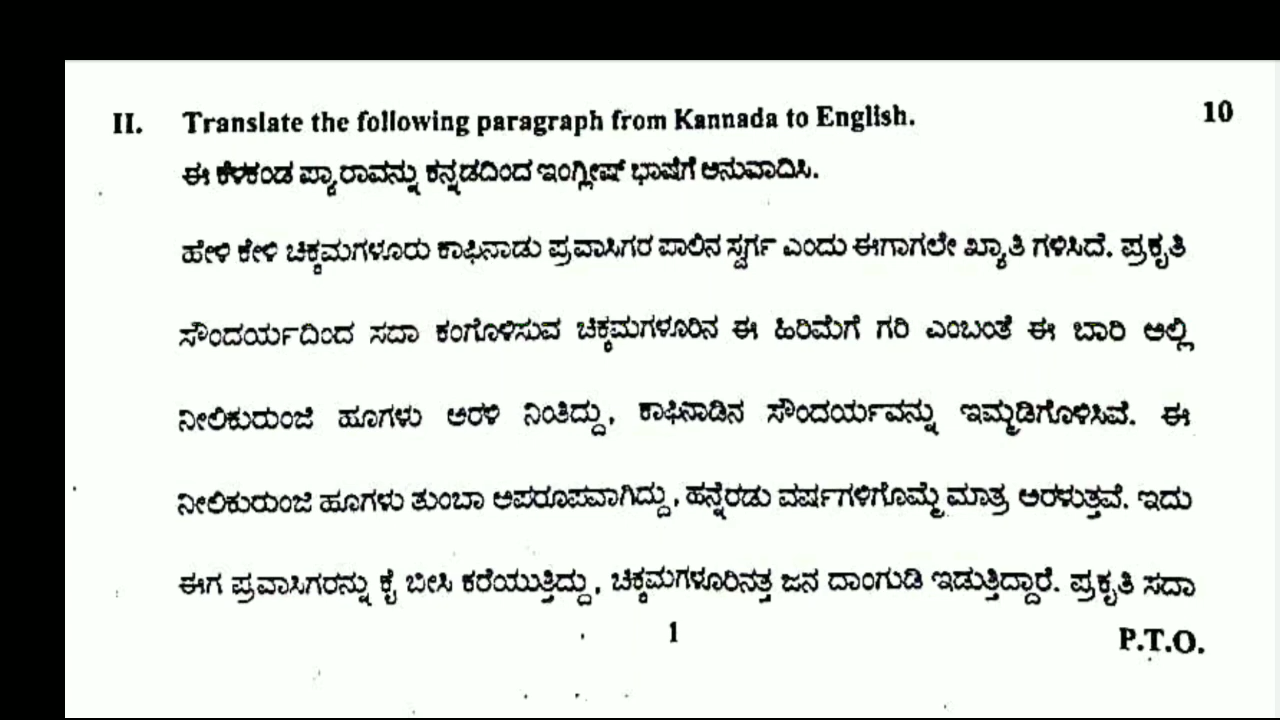 II. Translate the following paragraph from Kannada to English. 10
ಈ ಕೆಳಕಂಡ ಪ್ಯಾರಾವನ್ನು ಕನ್ನಡದಿಂದ ಇಂಗ್ಲೀಷ್ ಭಾಷೆಗೆ ಅನುವಾದಿಸಿ.
ಹೇಳಿ ಕೇಳಿ ಚಿಕ್ಕಮಗಳೂರು ಕಾಫಿನಾಡು ಪ್ರವಾಸಿಗರ ಪಾಲಿನ ಸ್ವರ್ಗ ಎಂದು ಈಗಾಗಲೇ ಖ್ಯಾತಿ ಗಳಿಸಿದೆ. ಪ್ರಕೃತಿ
ಸೌಂದರ್ಯದಿಂದ ಸದಾ ಕಂಗೊಳಿಸುವ ಚಿಕ್ಕಮಗಳೂರಿನ ಈ ಹಿರಿಮೆಗೆ ಗರಿ ಎಂಬಂತೆ ಈ ಬಾರಿ ಅಲ್ಲಿ
ನೀಲಿಕುರುಂಜಿ ಹೂಗಳು ಅರಳಿ ನಿಂತಿದ್ದು, ಕಾಫಿನಾಡಿನ ಸೌಂದರ್ಯವನ್ನು ಇಮ್ಮಡಿಗೊಳಿಸಿವೆ. ಈ
ನೀಲಿಕುರುಂಜಿ ಹೂಗಳು ತುಂಬಾ ಅಪರೂಪವಾಗಿದ್ದು, ಹನ್ನೆರಡು ವರ್ಷಗಳಿಗೊಮ್ಮೆ ಮಾತ್ರ ಅರಳುತ್ತವೆ. ಇದು
ಈಗ ಪ್ರವಾಸಿಗರನ್ನು ಕೈ ಬೀಸಿ ಕರೆಯುತ್ತಿದ್ದು, ಚಿಕ್ಕಮಗಳೂರಿನತ್ತ ಜನ ದಾಂಗುಡಿ ಇಡುತ್ತಿದ್ದಾರೆ. ಪ್ರಕೃತಿ ಸದಾ
1
P.T.O.